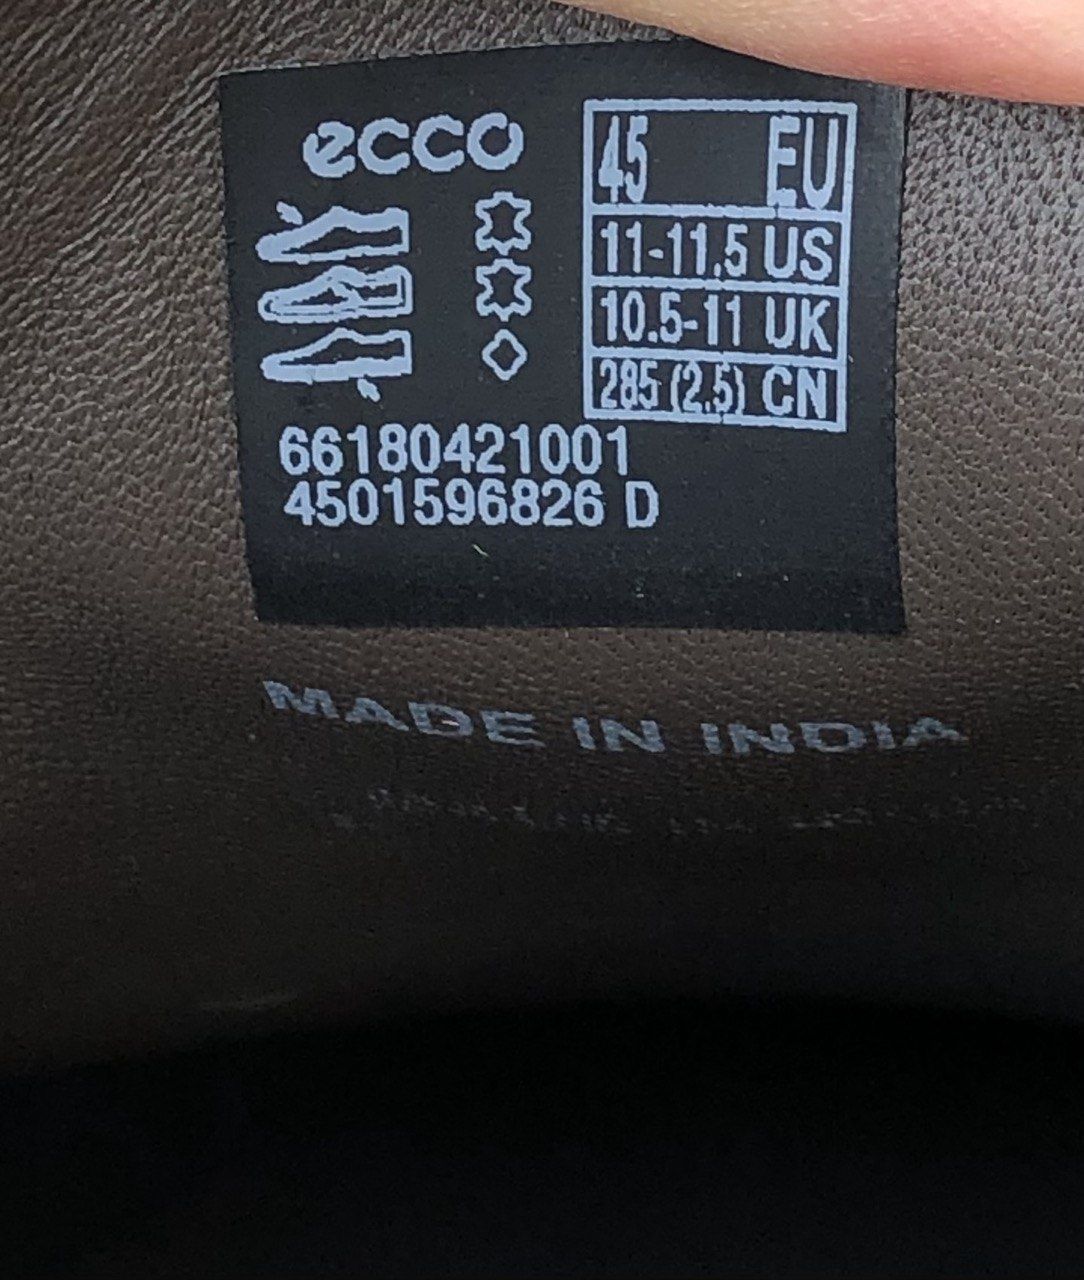 ecco
45 EU
11-11.5 US
10.5-11 UK
285 (2.5) CN
66180421001
4501596826 D
MADE IN INDIA